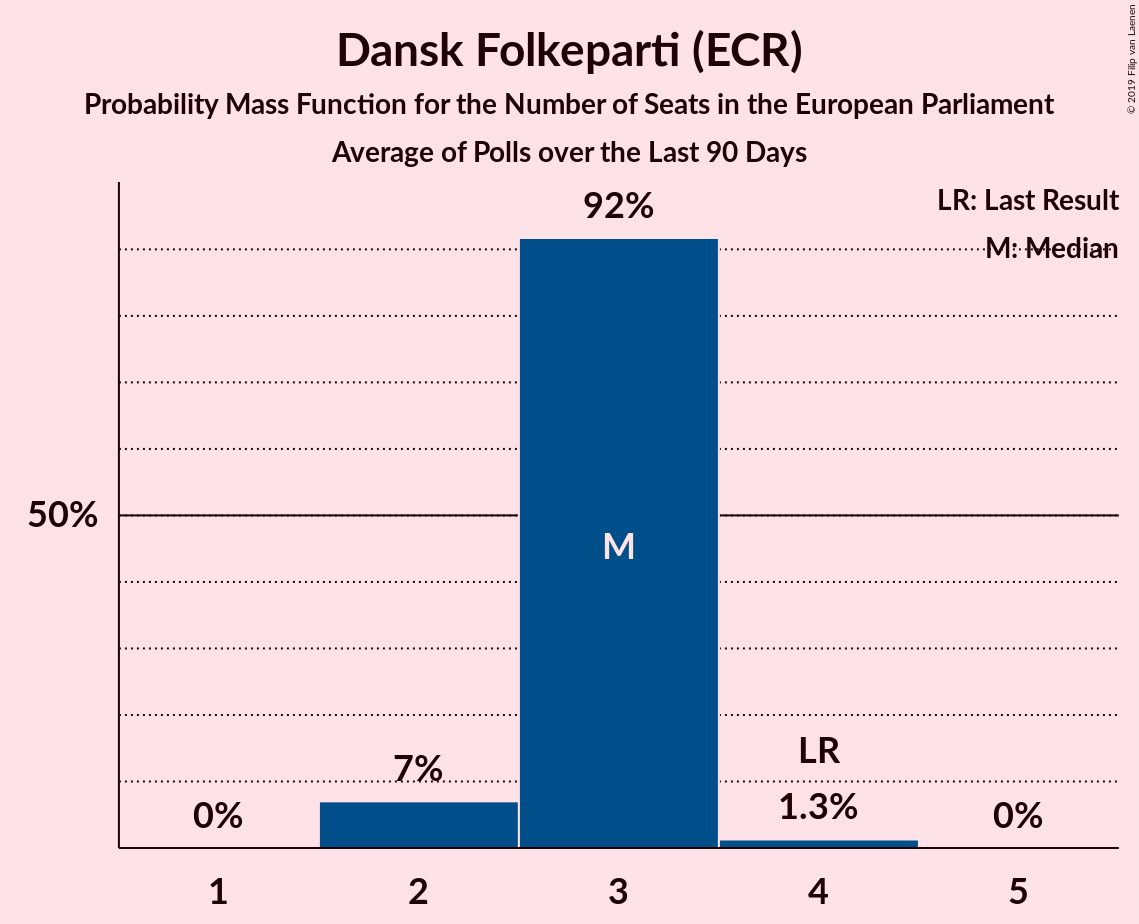 Dansk Folkeparti (ECR)
Probability Mass Function for the Number of Seats in the European Parliament
Average of Polls over the Last 90 Days
© 2019 Filip van Laenen
LR: Last Result
M: Median
92%
50%
M
7%
LR
0%
1.3%
0%
1
2
3
4
5